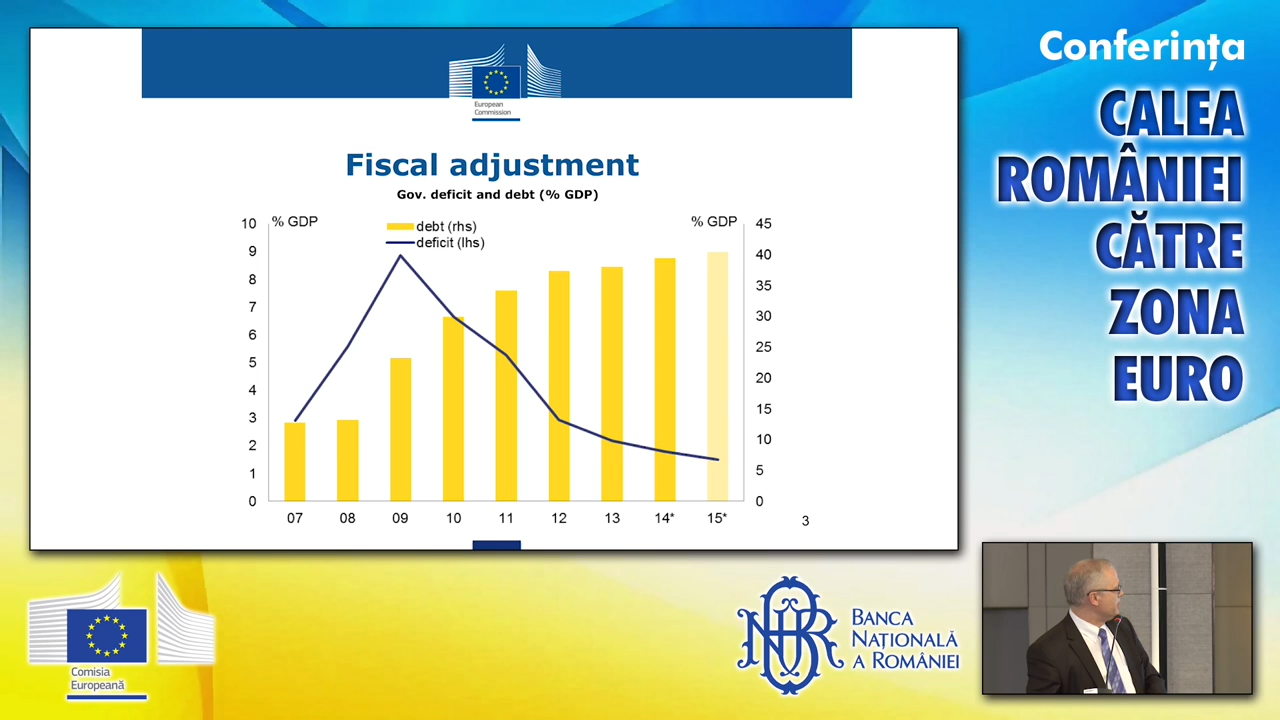 Conferința
CALEA
ROMÂNIEI
CĂTRE
ZONA
EURO
European
Commission
Fiscal adjustment
Gov. deficit and debt (% GDP)
% GDP
% GDP
debt (rhs)
deficit (lhs)
10
9
8
7
6
5
4
3
2
1
0
45
40
35
30
25
20
15
10
5
0
07 08 09 10 11 12 13 14* 15*
3
Comisia
Europeană
BNR
BANCA
NAȚIONALĂ
A ROMÂNIEI